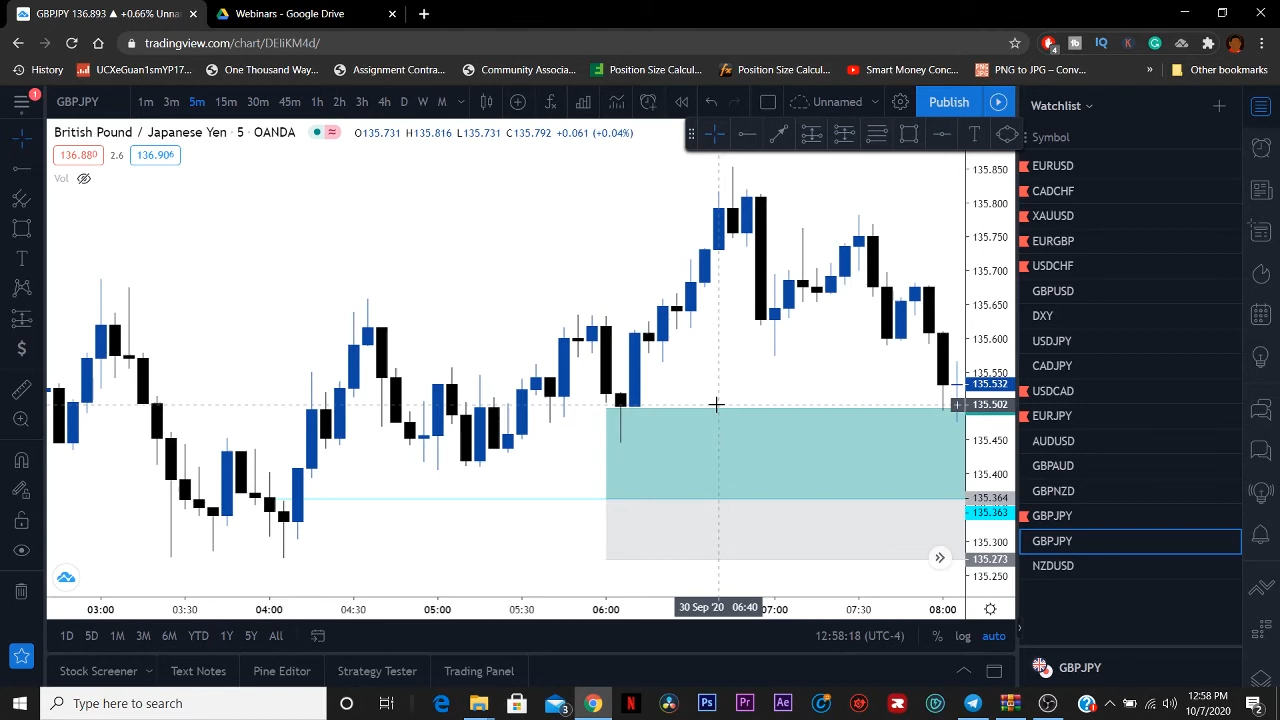 GBPJPY 136.893 ▲ +0.66% Unna
Webinars - Google Drive
tradingview.com/chart/DEIiKM4d/
4
History
UCXeGuan1smYP17...
One Thousand Way...
Assignment Contra...
Community Associa...
Position Size Calcul...
Position Size Calcul...
Smart Money Conc...
PNG to JPG – Conv...
»
Other bookmarks
1
GBPJPY
1m 3m 5m 15m 30m 45m 1h 2h 3h 4h D W M
Unnamed
Publish
Watchlist
British Pound / Japanese Yen · 5 · OANDA
O135.731 H135.816 L135.731 C135.792 +0.061 (+0.04%)
136.880 2.6 136.906
Vol
Symbol
EURUSD
CADCHF
XAUUSD
EURGBP
USDCHF
GBPUSD
DXY
USDJPY
CADJPY
USDCAD
EURJPY
AUDUSD
GBPAUD
GBPNZD
GBPJPY
GBPJPY
NZDUSD
135.850
135.800
135.750
135.700
135.650
135.600
135.550
135.532
135.502
135.450
135.400
135.364
135.363
135.300
135.273
135.250
03:00 03:30 04:00 04:30 05:00 05:30 06:00 30 Sep '20 06:40 07:00 07:30 08:00
1D 5D 1M 3M 6M YTD 1Y 5Y All
12:58:18 (UTC-4)
% log auto
Stock Screener Text Notes Pine Editor Strategy Tester Trading Panel
GBPJPY
Type here to search
3
12:58 PM
10/7/2020
2